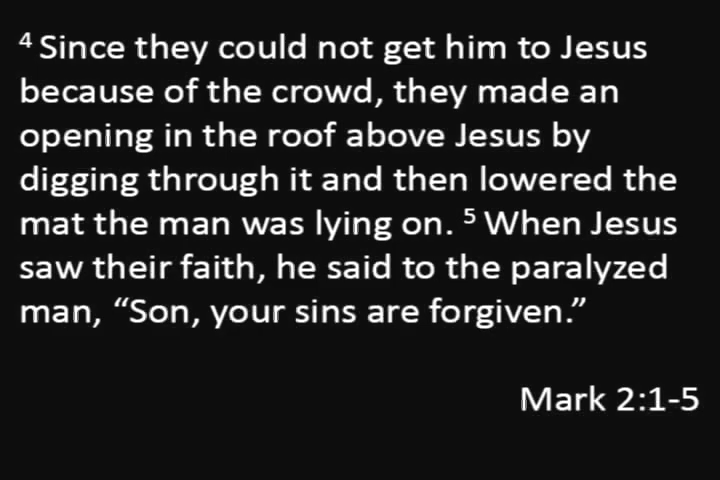 4 Since they could not get him to Jesus
because of the crowd, they made an
opening in the roof above Jesus by
digging through it and then lowered the
mat the man was lying on. 5 When Jesus
saw their faith, he said to the paralyzed
man, “Son, your sins are forgiven.”
Mark 2:1-5